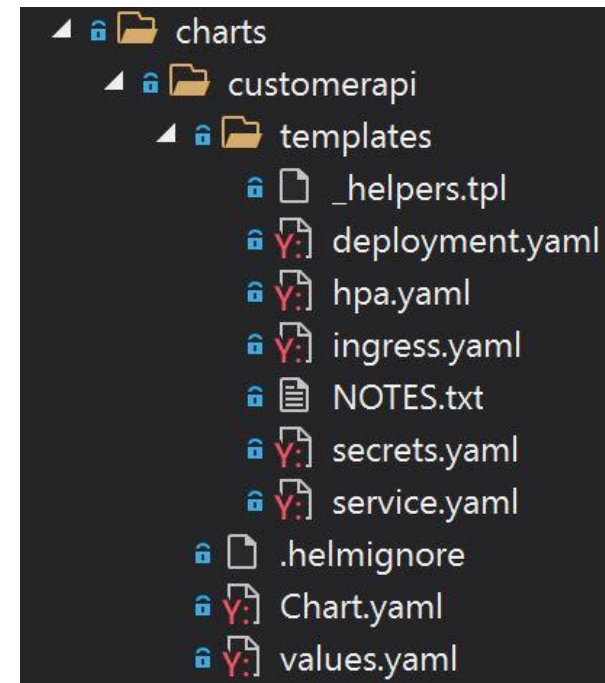 charts
customerapi
templates
_helpers.tpl
deployment.yaml
hpa.yaml
ingress.yaml
NOTES.txt
secrets.yaml
service.yaml
.helmignore
Chart.yaml
values.yaml